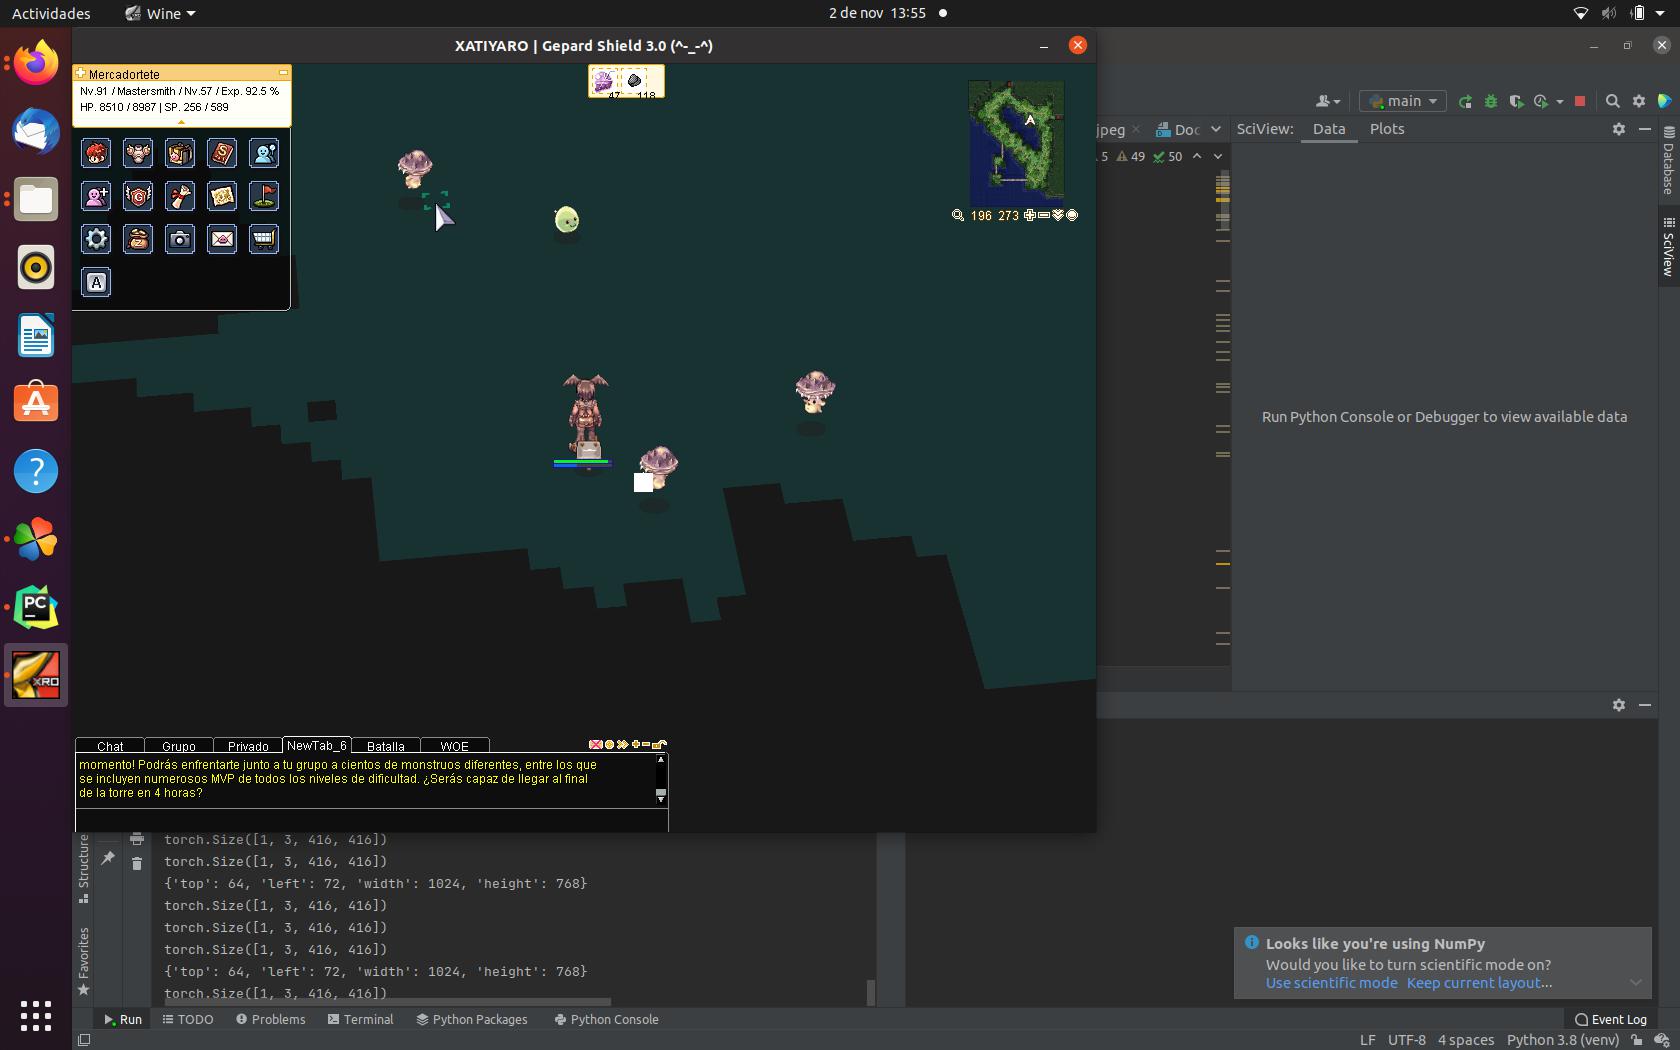 Actividades
Wine
2 de nov 13:55
XATIYARO | Gepard Shield 3.0 (^-_-^)
Mercadortete
Nv.91 / Mastersmith / Nv.57 / Exp. 92.5 %
HP. 8510 / 8987 | SP. 256 / 589
47 118
A
196 273
main
jpeg
Doc
SciView:
Data
Plots
5 49 50
Database
SciView
Run Python Console or Debugger to view available data
PC
XRO
Chat
Grupo
Privado
NewTab_6
Batalla
WOE
momento! Podrás enfrentarte junto a tu grupo a cientos de monstruos diferentes, entre los que
se incluyen numerosos MVP de todos los niveles de dificultad. ¿Serás capaz de llegar al final
de la torre en 4 horas?
Structure
Favorites
torch.Size([1, 3, 416, 416])
torch.Size([1, 3, 416, 416])
{'top': 64, 'left': 72, 'width': 1024, 'height': 768}
torch.Size([1, 3, 416, 416])
torch.Size([1, 3, 416, 416])
torch.Size([1, 3, 416, 416])
{'top': 64, 'left': 72, 'width': 1024, 'height': 768}
torch.Size([1, 3, 416, 416])
Looks like you're using NumPy
Would you like to turn scientific mode on?
Use scientific mode Keep current layout...
Run
TODO
Problems
Terminal
Python Packages
Python Console
Event Log
LF UTF-8 4 spaces Python 3.8 (venv)